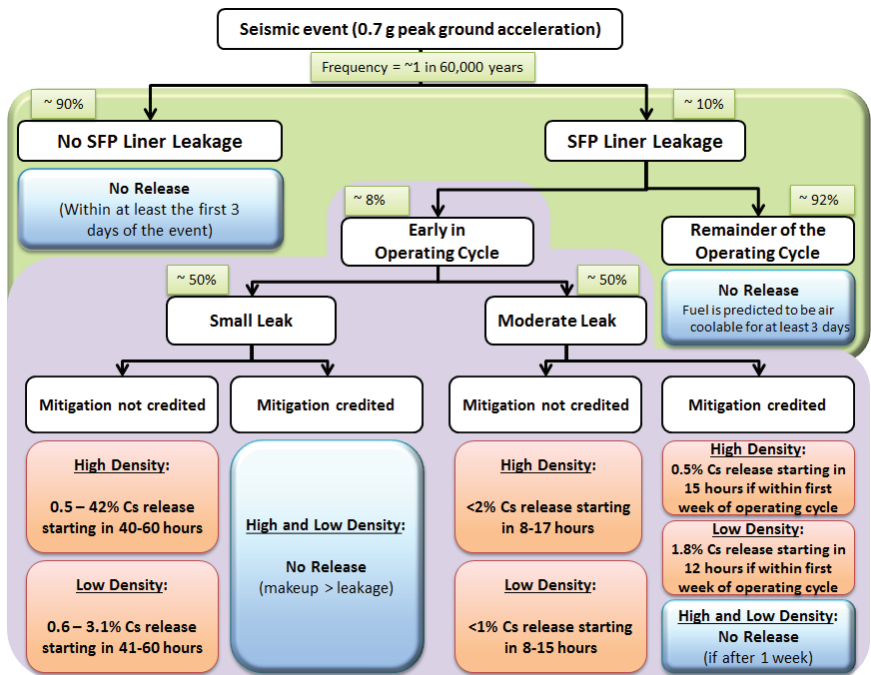 Seismic event (0.7 g peak ground acceleration)
Frequency = ~1 in 60,000 years
~ 90%
~ 10%
No SFP Liner Leakage
SFP Liner Leakage
No Release
(Within at least the first 3
days of the event)
~ 8%
~ 92%
Early in
Operating Cycle
Remainder of the
Operating Cycle
No Release
Fuel is predicted to be air
coolable for at least 3 days
~ 50%
~ 50%
Small Leak
Moderate Leak
Mitigation not credited
Mitigation credited
Mitigation not credited
Mitigation credited
High Density:
0.5 – 42% Cs release
starting in 40-60 hours
Low Density:
0.6 – 3.1% Cs release
starting in 41-60 hours
High and Low Density:
No Release
(makeup > leakage)
High Density:
<2% Cs release starting
in 8-17 hours
Low Density:
<1% Cs release starting
in 8-15 hours
High Density:
0.5% Cs release starting in
15 hours if within first
week of operating cycle
Low Density:
1.8% Cs release starting in
12 hours if within first
week of operating cycle
High and Low Density:
No Release
(if after 1 week)